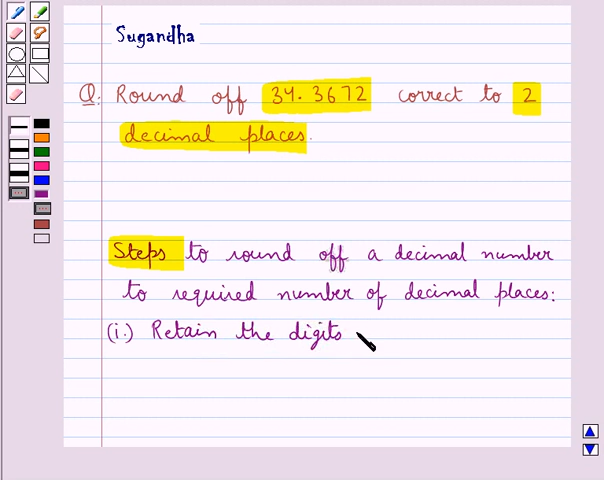 Sugandha
Q: Round off 34.3672 correct to 2
decimal places.
Steps to round off a decimal number
to required number of decimal places:
(i.) Retain the digits